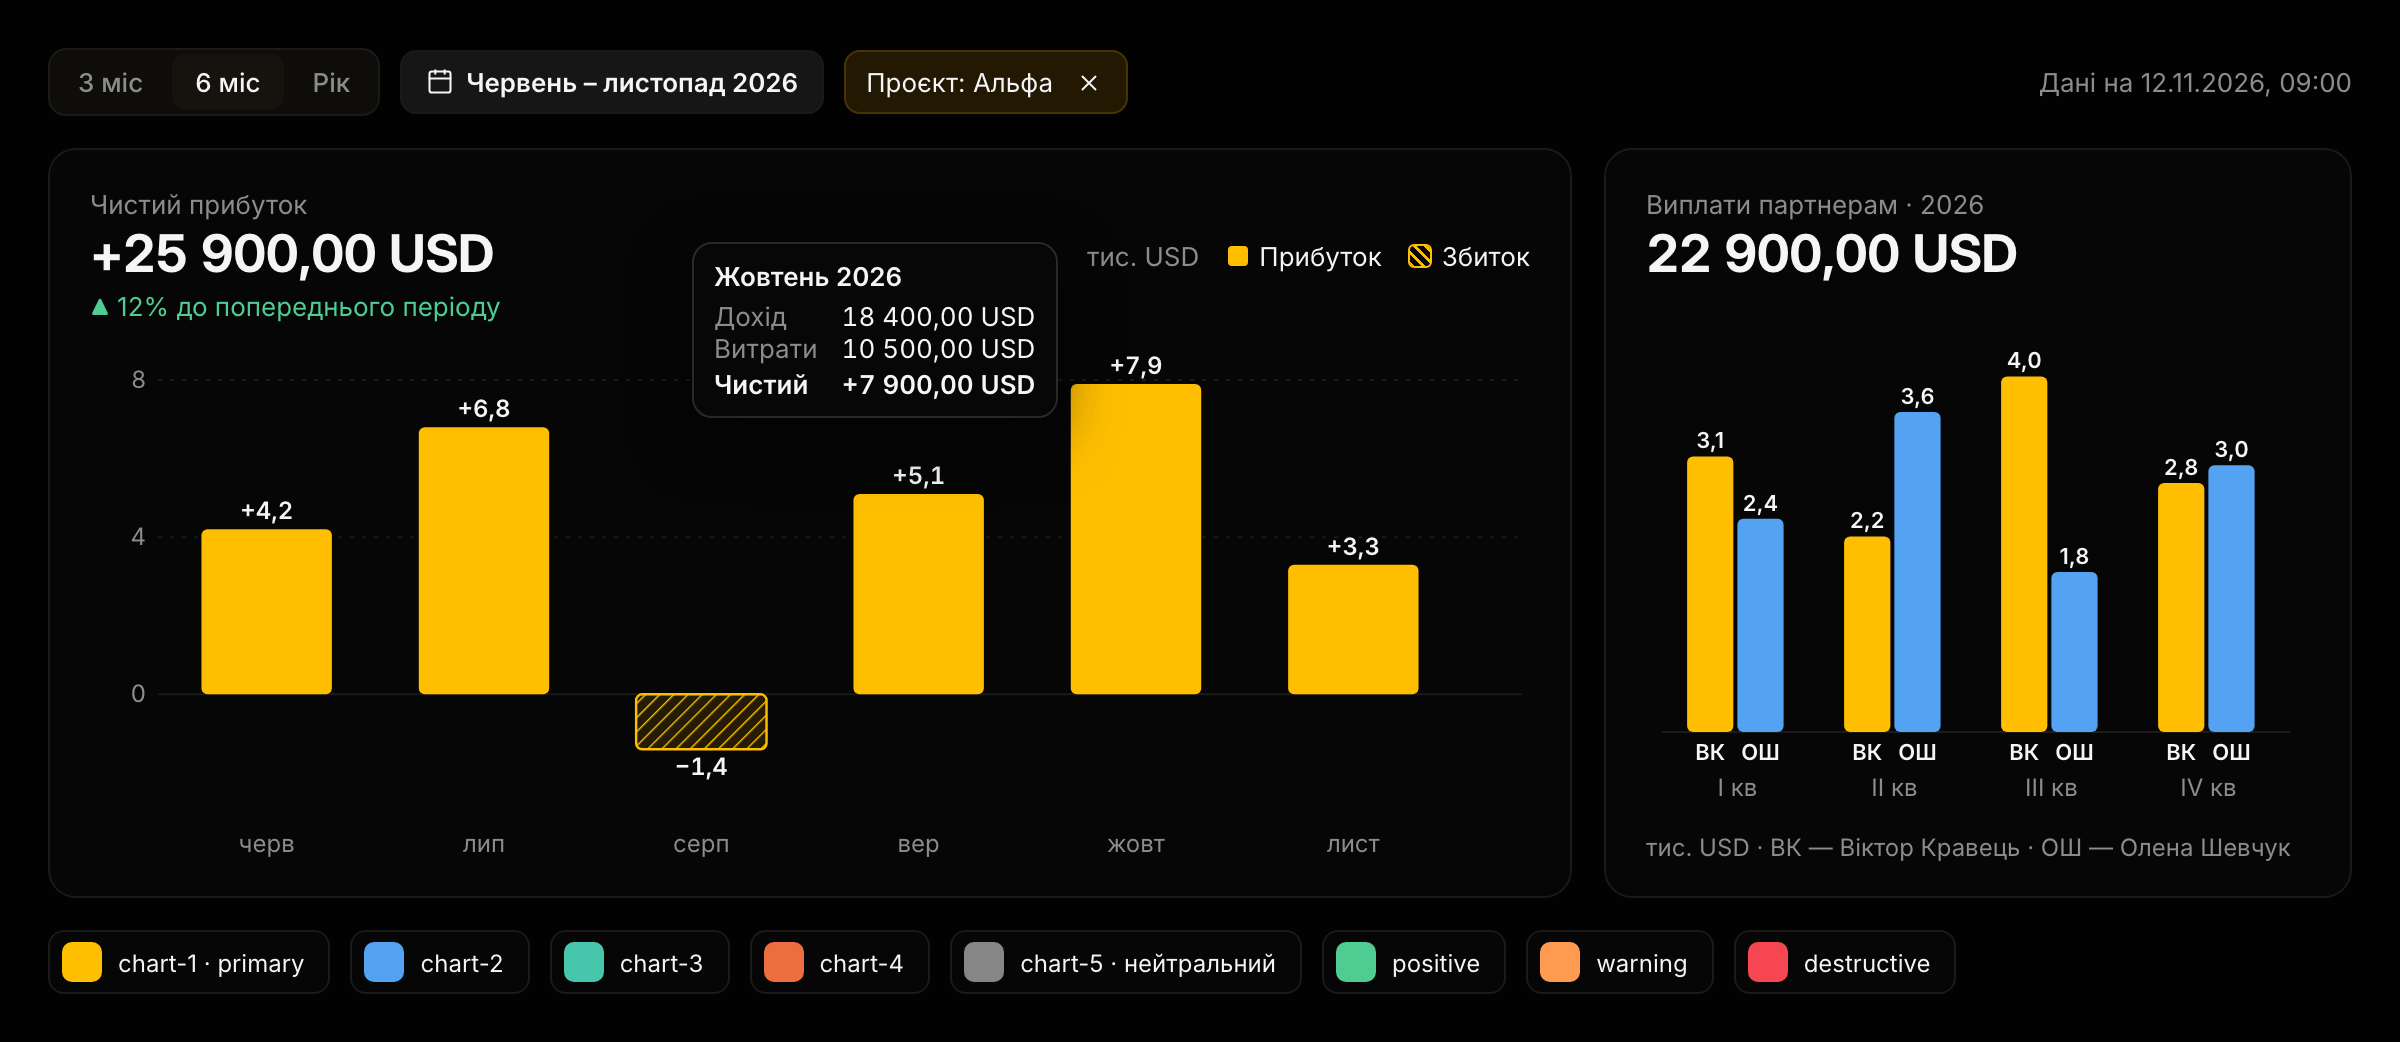 3 міс 6 міс Рік Червень – листопад 2026 Проєкт: Альфа Дані на 12.11.2026, 09:00
Чистий прибуток
+25 900,00 USD
12% до попереднього періоду
тис. USD Прибуток Збиток
Жовтень 2026
Дохід 18 400,00 USD
Витрати 10 500,00 USD
Чистий +7 900,00 USD
8
4
0
+4,2
+6,8
−1,4
+5,1
+7,9
+3,3
черв лип серп вер жовт лист
Виплати партнерам · 2026
22 900,00 USD
3,1 2,4 2,2 3,6 4,0 1,8 2,8 3,0
ВК ОШ ВК ОШ ВК ОШ ВК ОШ
I кв II кв III кв IV кв
тис. USD · ВК — Віктор Кравець · ОШ — Олена Шевчук
chart-1 · primary chart-2 chart-3 chart-4 chart-5 · нейтральний positive warning destructive